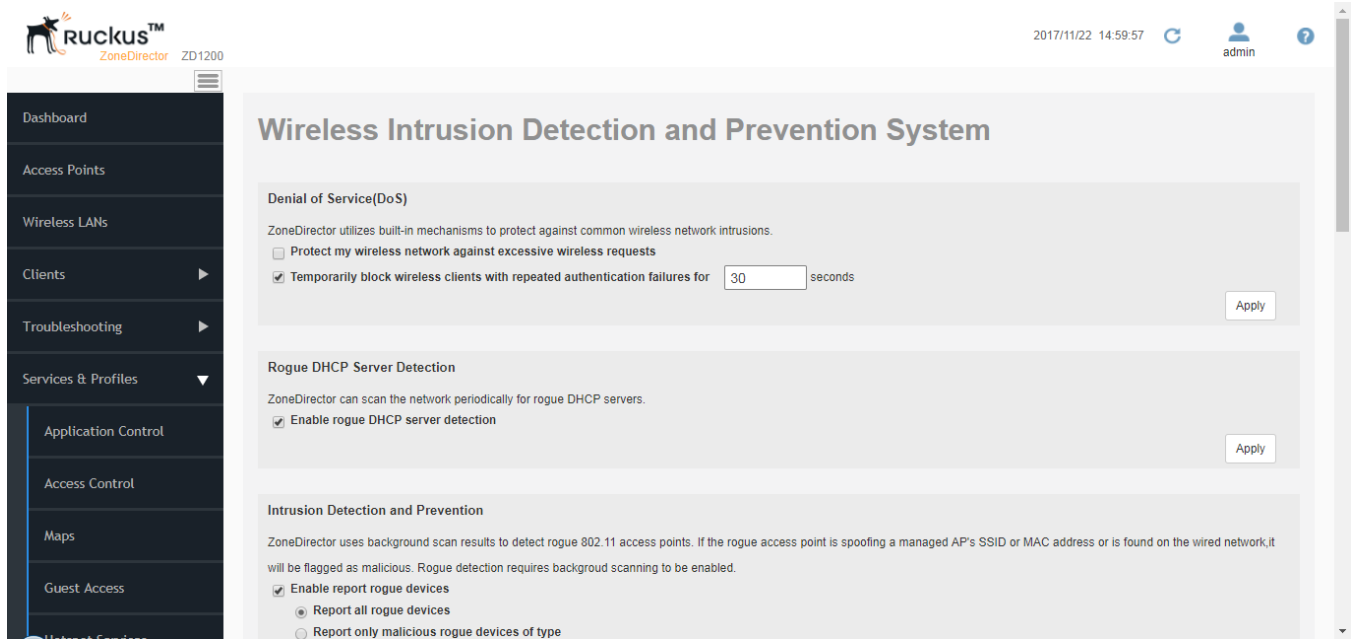 Ruckus™
ZoneDirector ZD1200
2017/11/22 14:59:57
admin
Dashboard
Access Points
Wireless LANs
Clients
Troubleshooting
Services & Profiles
Application Control
Access Control
Maps
Guest Access
Hotspot Services
Wireless Intrusion Detection and Prevention System
Denial of Service(DoS)
ZoneDirector utilizes built-in mechanisms to protect against common wireless network intrusions.
Protect my wireless network against excessive wireless requests
Temporarily block wireless clients with repeated authentication failures for 30 seconds
Apply
Rogue DHCP Server Detection
ZoneDirector can scan the network periodically for rogue DHCP servers.
Enable rogue DHCP server detection
Apply
Intrusion Detection and Prevention
ZoneDirector uses background scan results to detect rogue 802.11 access points. If the rogue access point is spoofing a managed AP's SSID or MAC address or is found on the wired network,it
will be flagged as malicious. Rogue detection requires backgroud scanning to be enabled.
Enable report rogue devices
Report all rogue devices
Report only malicious rogue devices of type